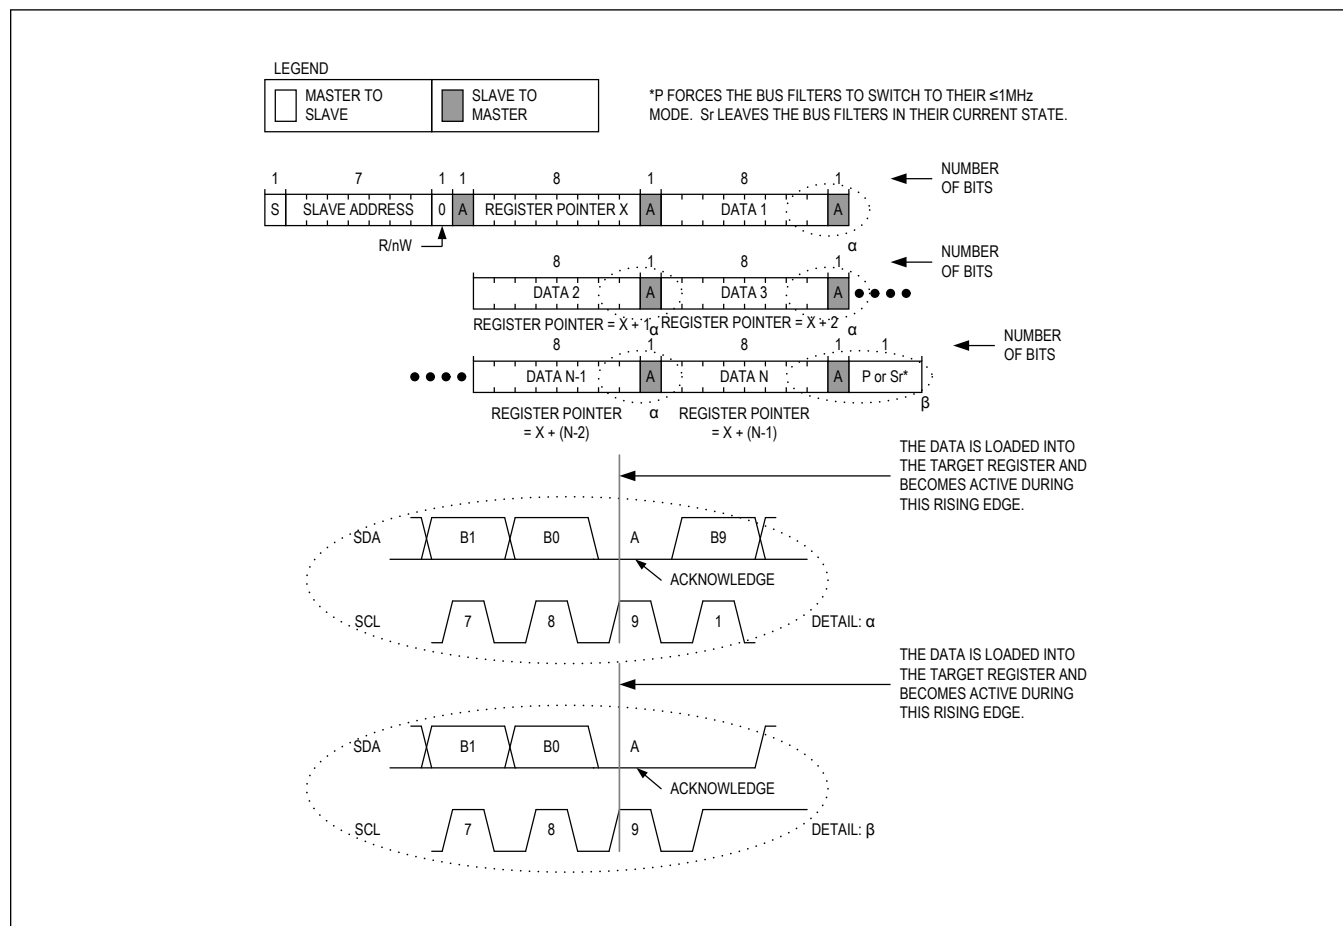 LEGEND
MASTER TO
SLAVE
SLAVE TO
MASTER
*P FORCES THE BUS FILTERS TO SWITCH TO THEIR ≤1MHz
MODE. Sr LEAVES THE BUS FILTERS IN THEIR CURRENT STATE.
1 7 1 1 8 1 8 1
NUMBER
OF BITS
S SLAVE ADDRESS 0 A REGISTER POINTER X A DATA 1 A
R/nW
α
8 1 8 1
NUMBER
OF BITS
DATA 2 A DATA 3 A
REGISTER POINTER = X + 1 α REGISTER POINTER = X + 2 α
8 1 8 1 1
NUMBER
OF BITS
DATA N-1 A DATA N A P or Sr*
α β
REGISTER POINTER
= X + (N-2)
REGISTER POINTER
= X + (N-1)
THE DATA IS LOADED INTO
THE TARGET REGISTER AND
BECOMES ACTIVE DURING
THIS RISING EDGE.
SDA B1 B0 A B9
ACKNOWLEDGE
SCL 7 8 9 1 DETAIL: α
THE DATA IS LOADED INTO
THE TARGET REGISTER AND
BECOMES ACTIVE DURING
THIS RISING EDGE.
SDA B1 B0 A
ACKNOWLEDGE
SCL 7 8 9 DETAIL: β